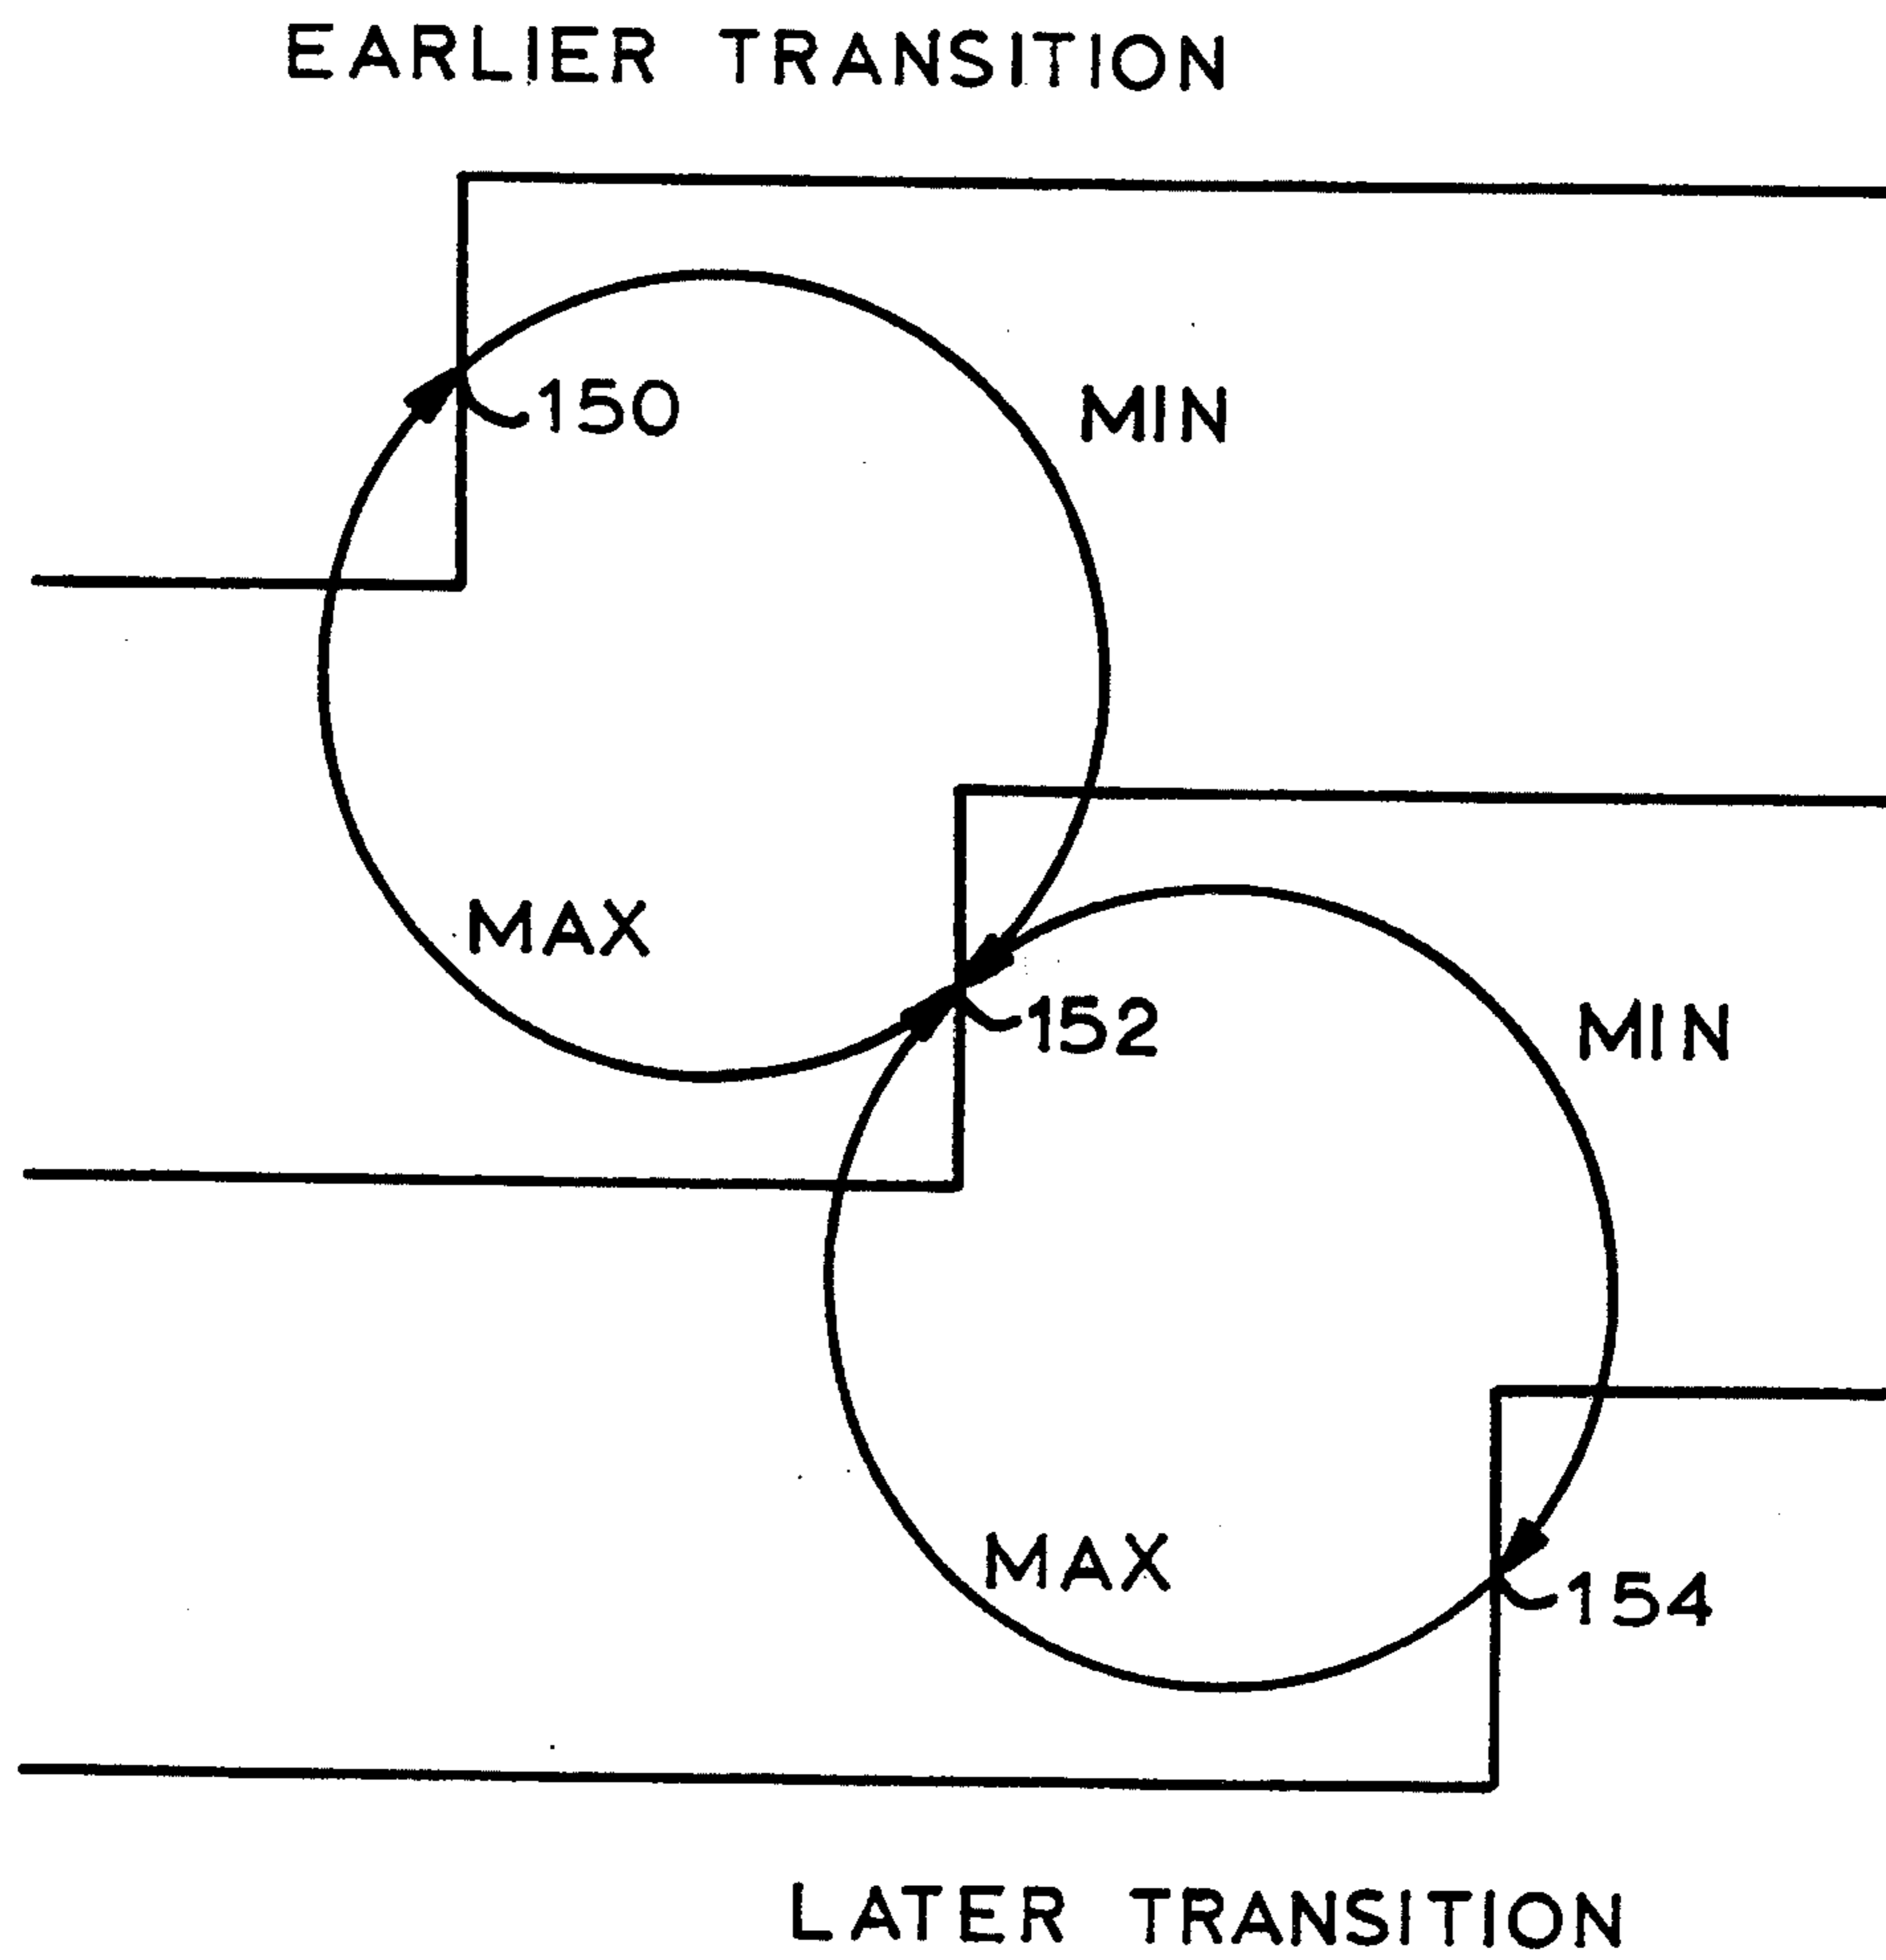 EARLIER TRANSITION
150
MIN
MAX
152
MIN
MAX
154
LATER TRANSITION